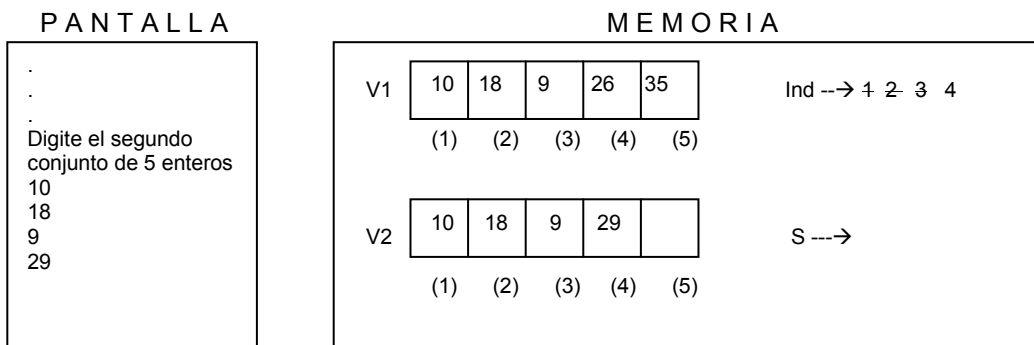 P A N T A L L A
.
.
.
Digite el segundo
conjunto de 5 enteros
10
18
9
29
M E M O R I A
V1 10 18 9 26 35 Ind --→ 1 2 3 4
(1) (2) (3) (4) (5)
V2 10 18 9 29 S ---→
(1) (2) (3) (4) (5)